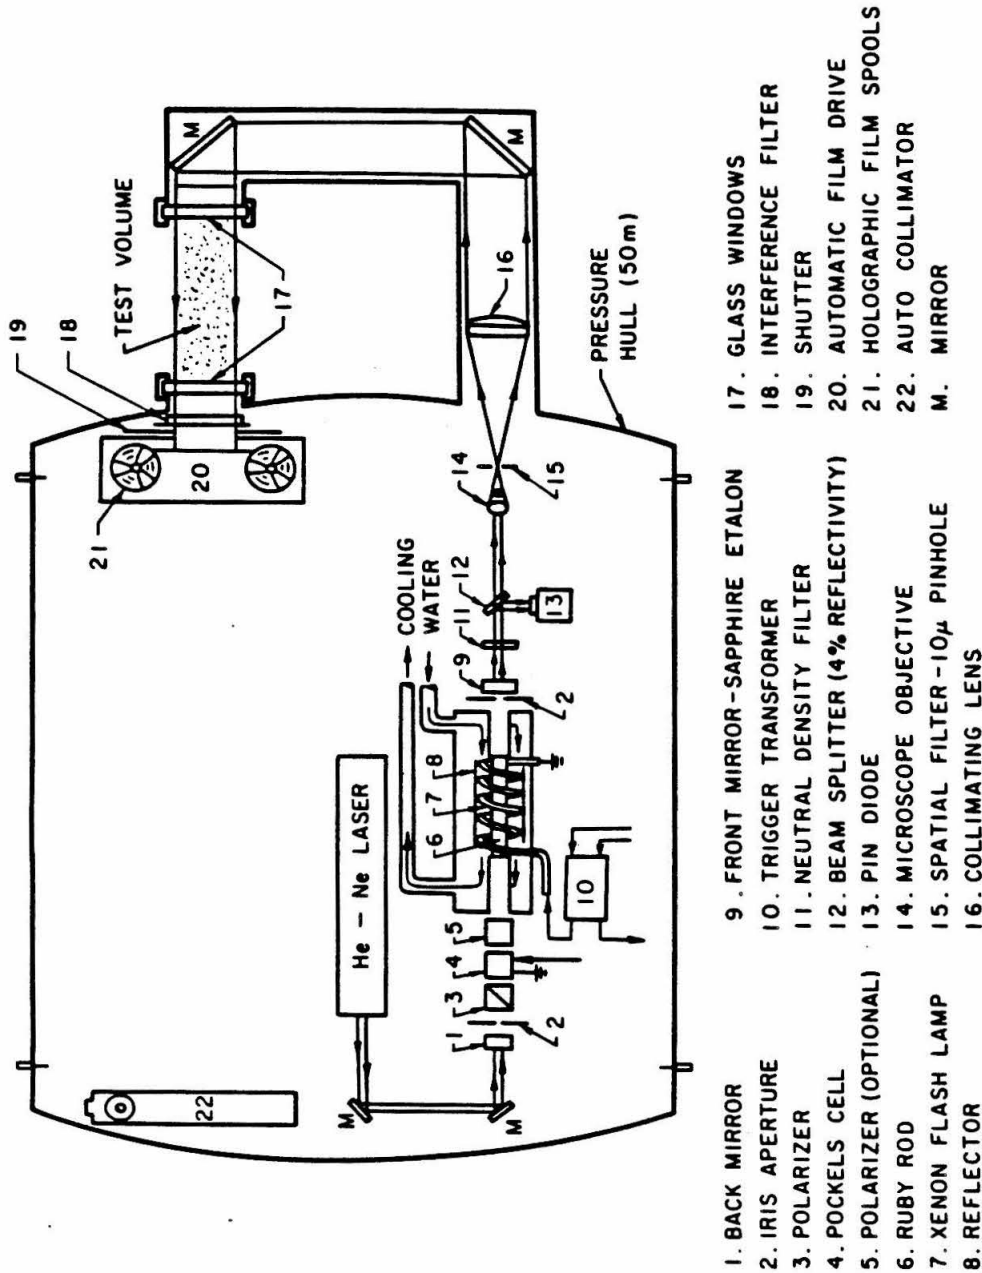 19
18
TEST VOLUME
M
17
21
20
14
16
15
M
PRESSURE
HULL (50m)
COOLING
WATER
He – Ne LASER
6
7
8
9
11
12
13
2
10
1
3
4
5
2
22
M
M
1. BACK MIRROR
2. IRIS APERTURE
3. POLARIZER
4. POCKELS CELL
5. POLARIZER (OPTIONAL)
6. RUBY ROD
7. XENON FLASH LAMP
8. REFLECTOR
9. FRONT MIRROR-SAPPHIRE ETALON
10. TRIGGER TRANSFORMER
11. NEUTRAL DENSITY FILTER
12. BEAM SPLITTER (4% REFLECTIVITY)
13. PIN DIODE
14. MICROSCOPE OBJECTIVE
15. SPATIAL FILTER-10μ PINHOLE
16. COLLIMATING LENS
17. GLASS WINDOWS
18. INTERFERENCE FILTER
19. SHUTTER
20. AUTOMATIC FILM DRIVE
21. HOLOGRAPHIC FILM SPOOLS
22. AUTO COLLIMATOR
M. MIRROR